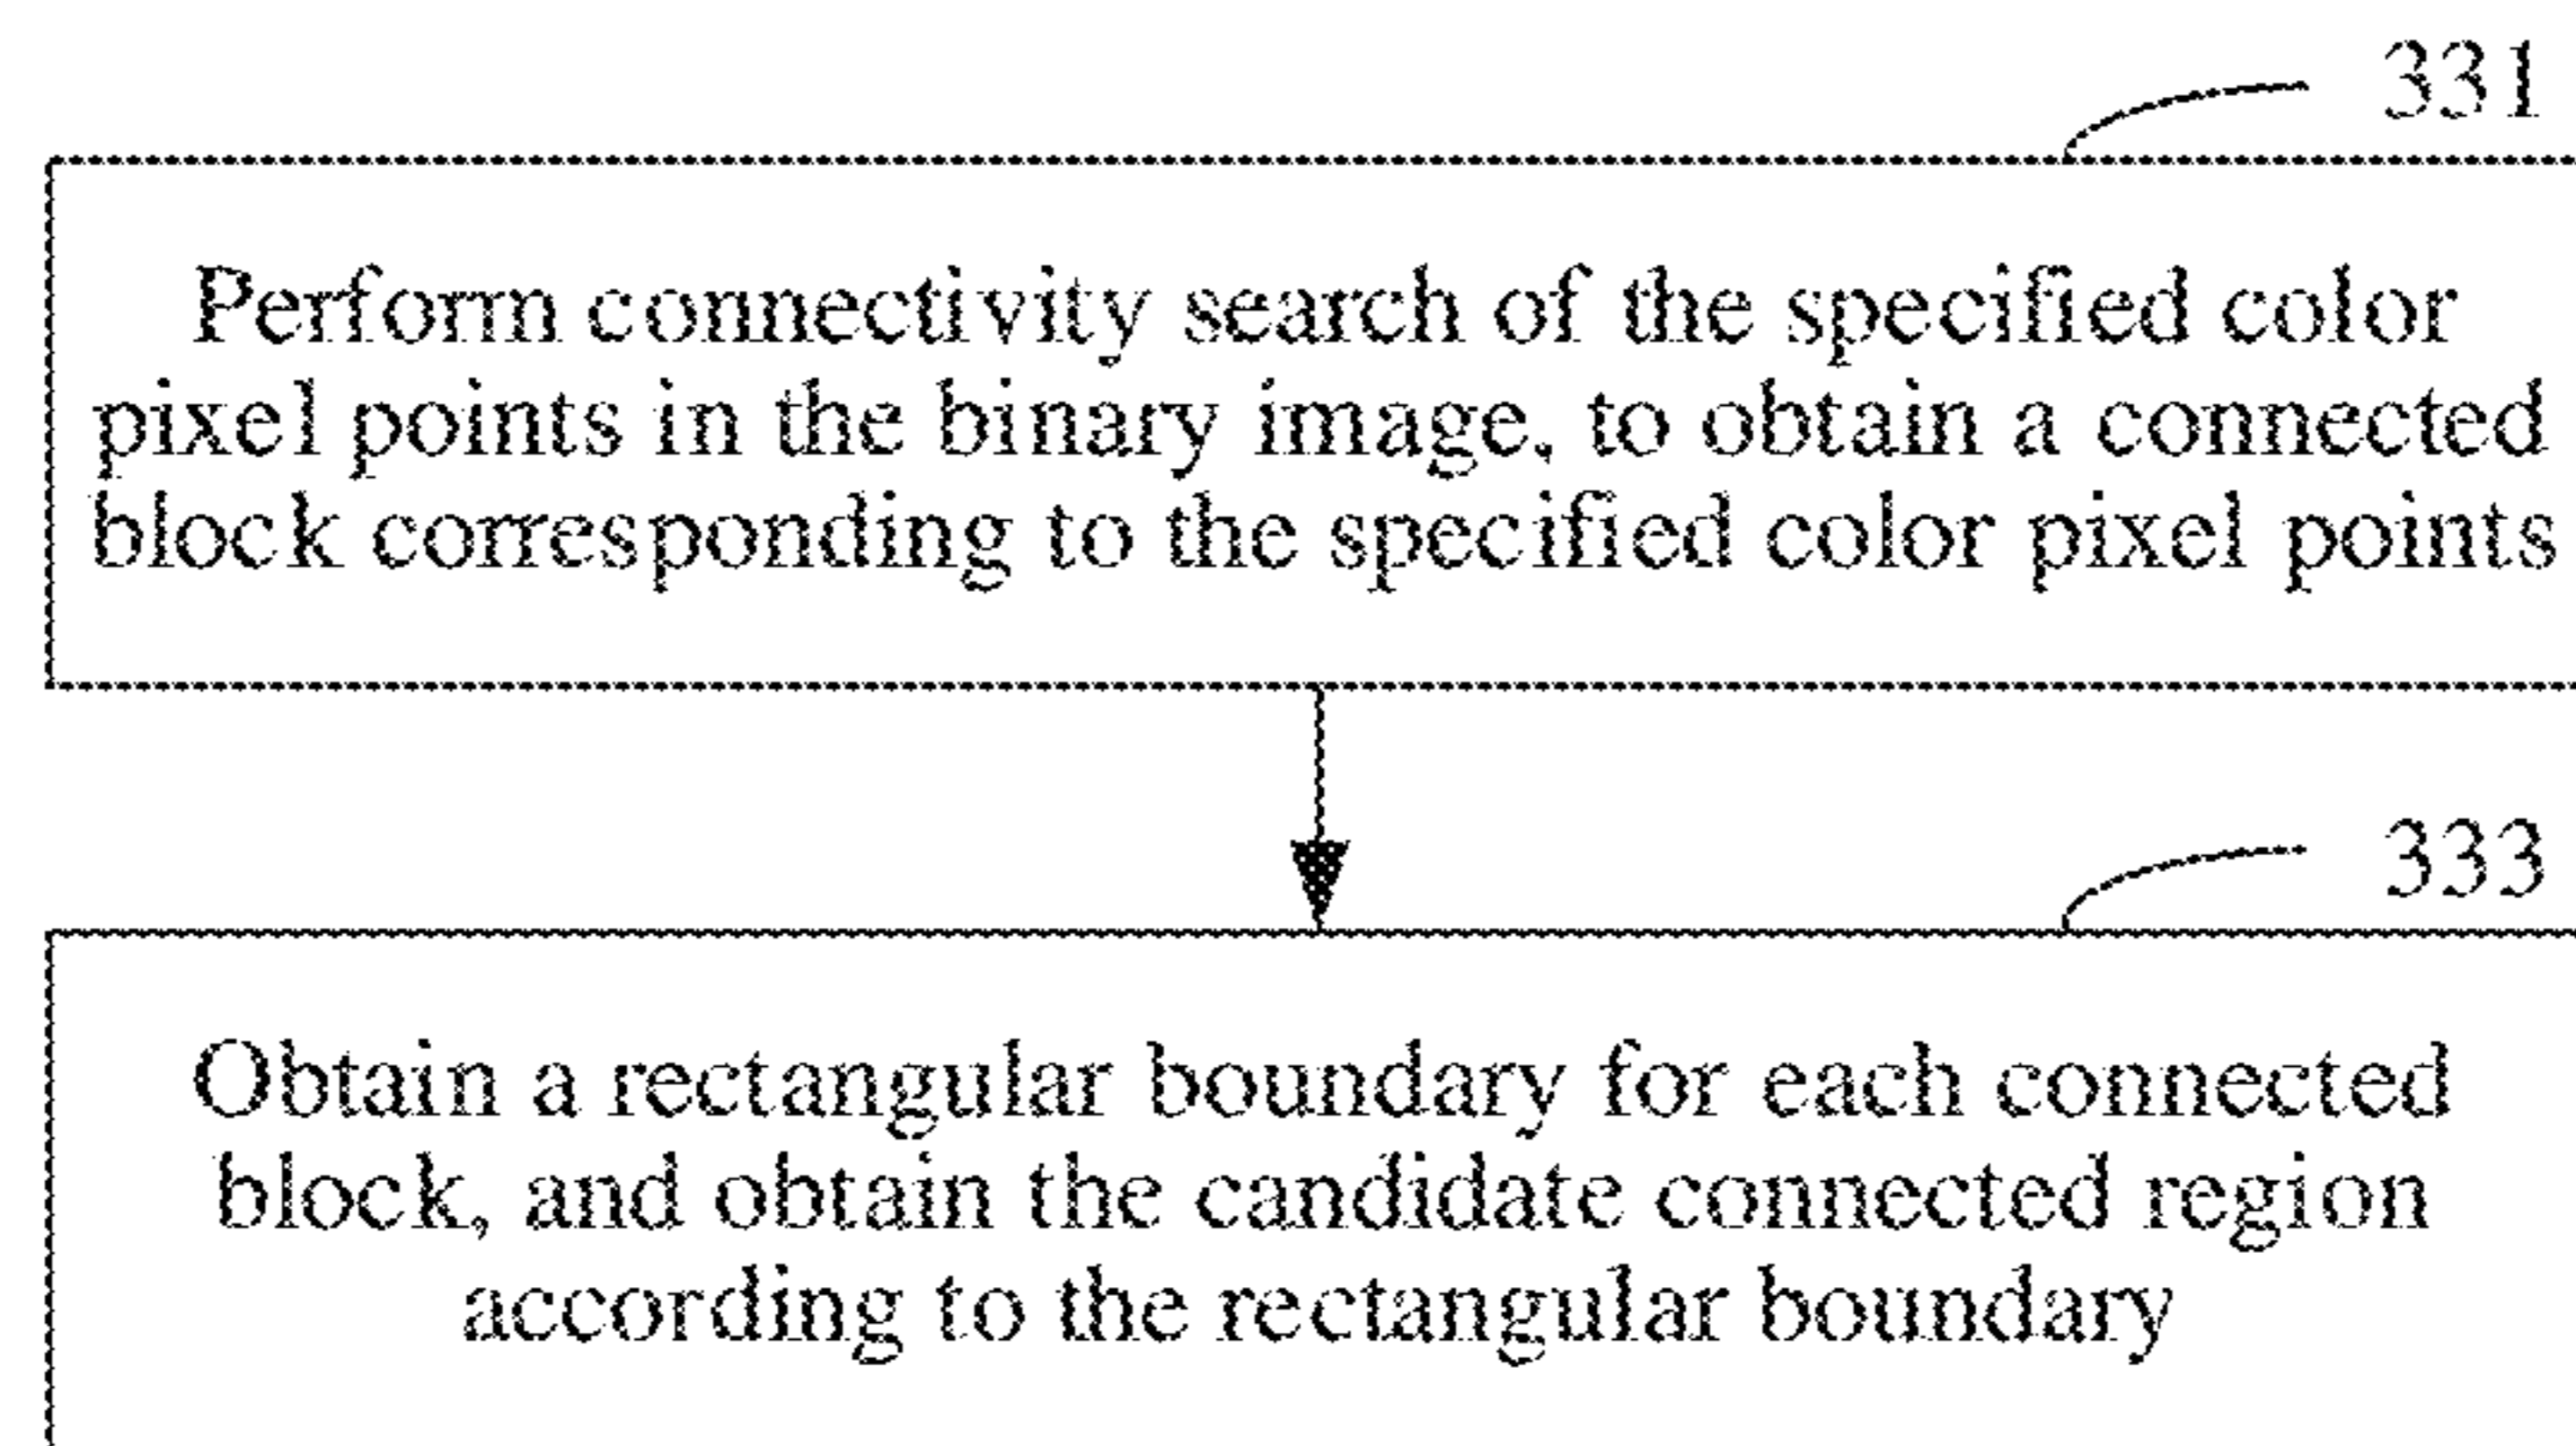 331
Perform connectivity search of the specified color
pixel points in the binary image, to obtain a connected
block corresponding to the specified color pixel points
333
Obtain a rectangular boundary for each connected
block, and obtain the candidate connected region
according to the rectangular boundary